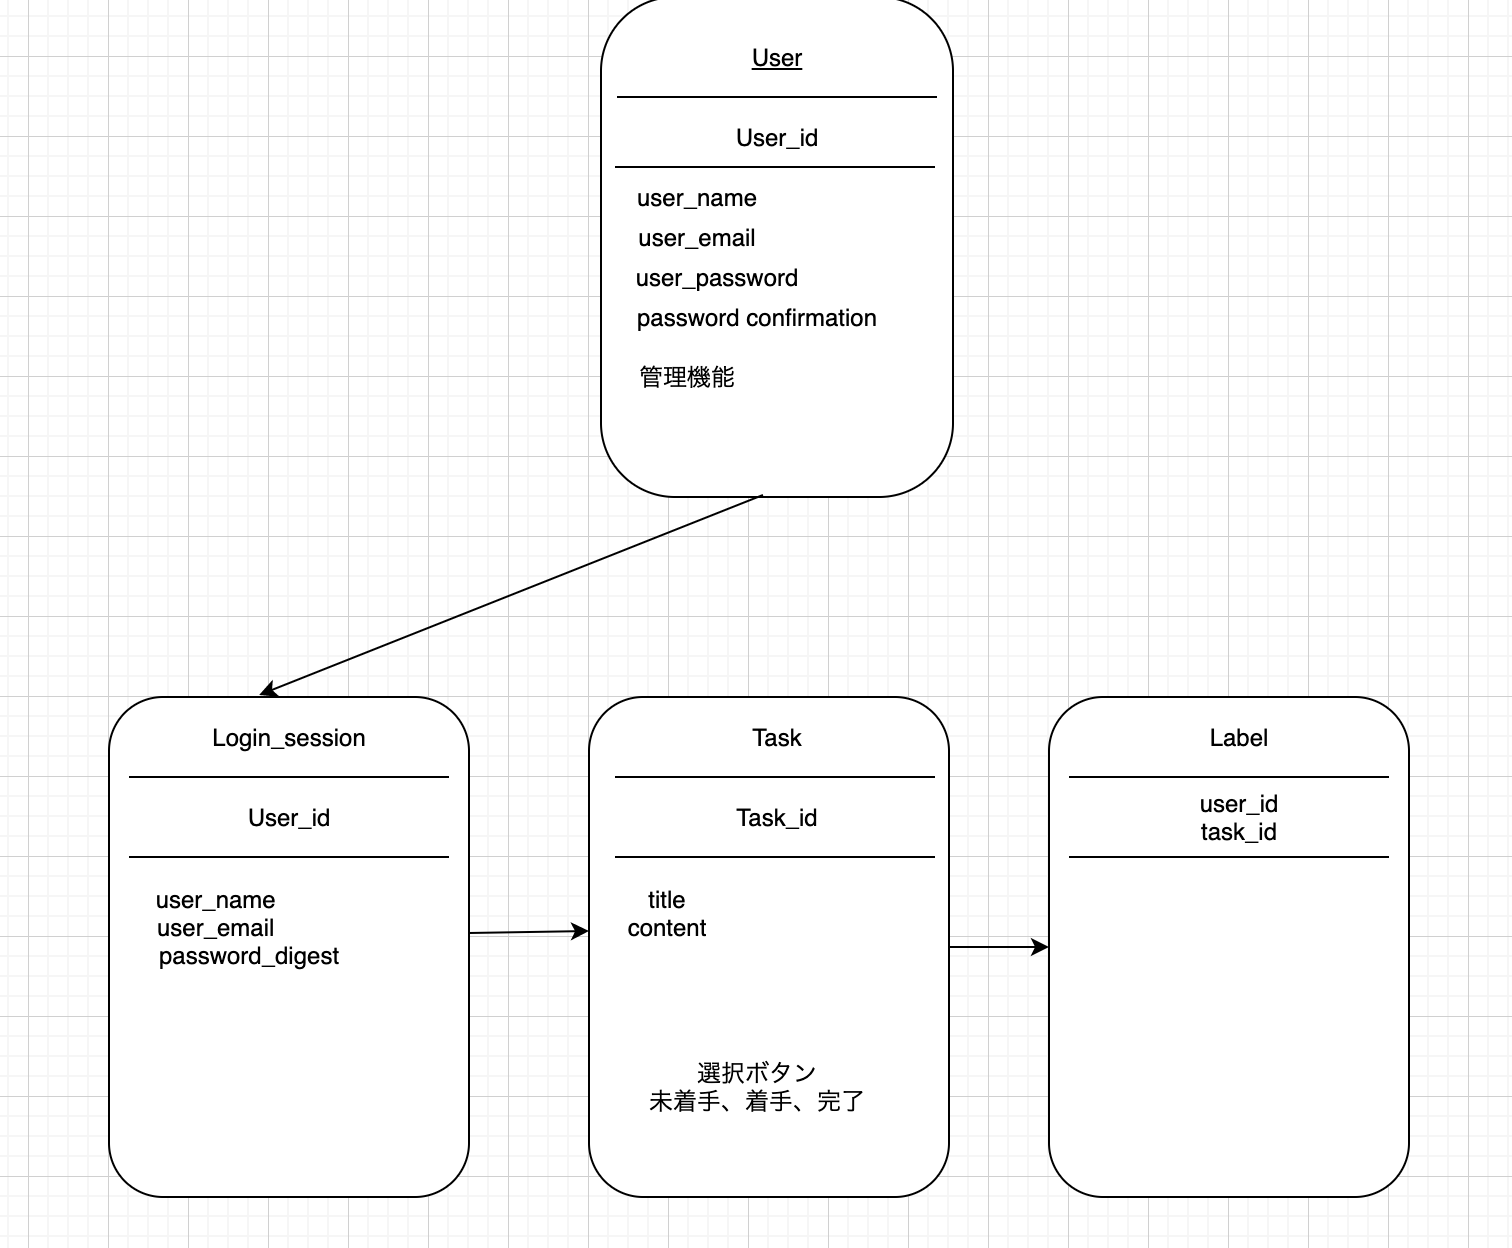 User
User_id
user_name
user_email
user_password
password confirmation
管理機能
Login_session
User_id
user_name
user_email
password_digest
Task
Task_id
title
content
選択ボタン
未着手、着手、完了
Label
user_id
task_id